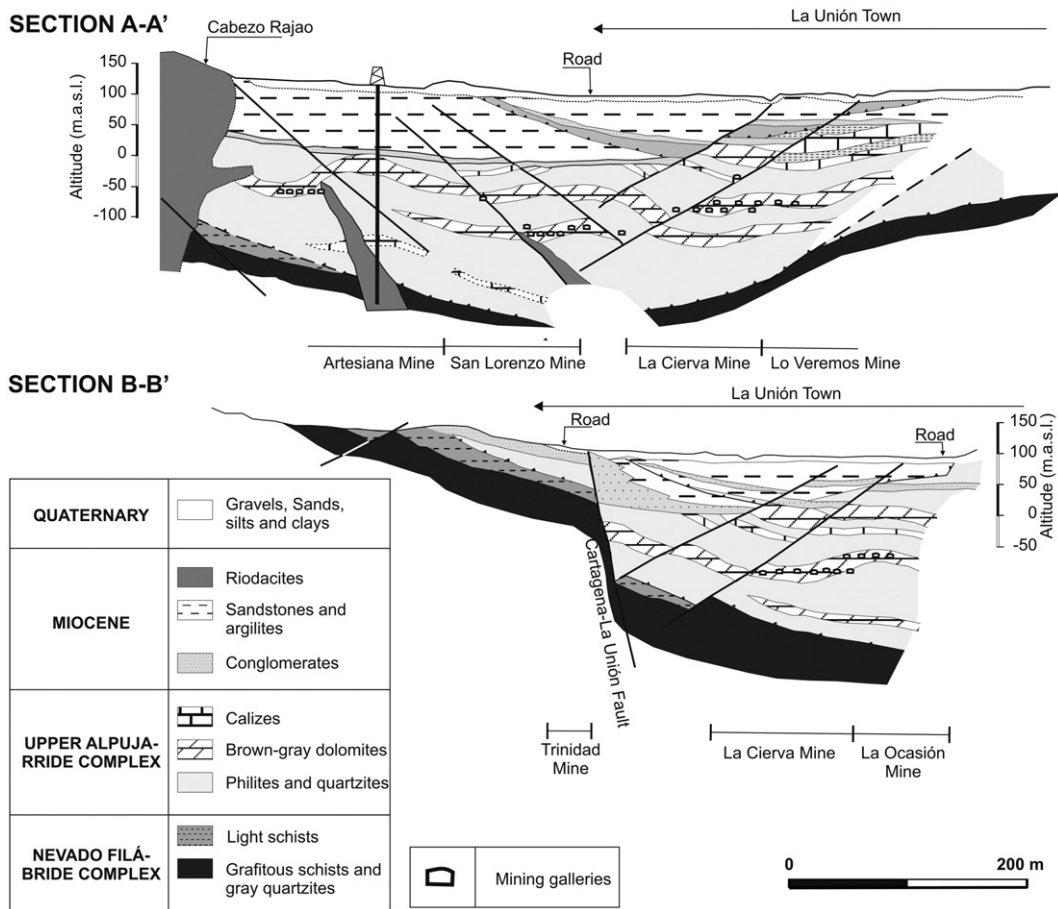 SECTION A-A'
La Unión Town
Cabezo Rajao
Road
150
100
50
0
-50
-100
Altitude (m.a.s.l.)
Artesiana Mine
San Lorenzo Mine
La Cierva Mine
Lo Veremos Mine
SECTION B-B'
La Unión Town
Road
Road
150
100
50
0
-50
Altitude (m.a.s.l.)
Cartagena-La Unión Fault
Trinidad
Mine
La Cierva Mine
La Ocasión
Mine
QUATERNARY
Gravels, Sands,
silts and clays
MIOCENE
Riodacites
Sandstones and
argilites
Conglomerates
UPPER ALPUJA-
RRIDE COMPLEX
Calizes
Brown-gray dolomites
Philites and quartzites
NEVADO FILÁ-
BRIDE COMPLEX
Light schists
Grafitous schists and
gray quartzites
Mining galleries
0
200 m